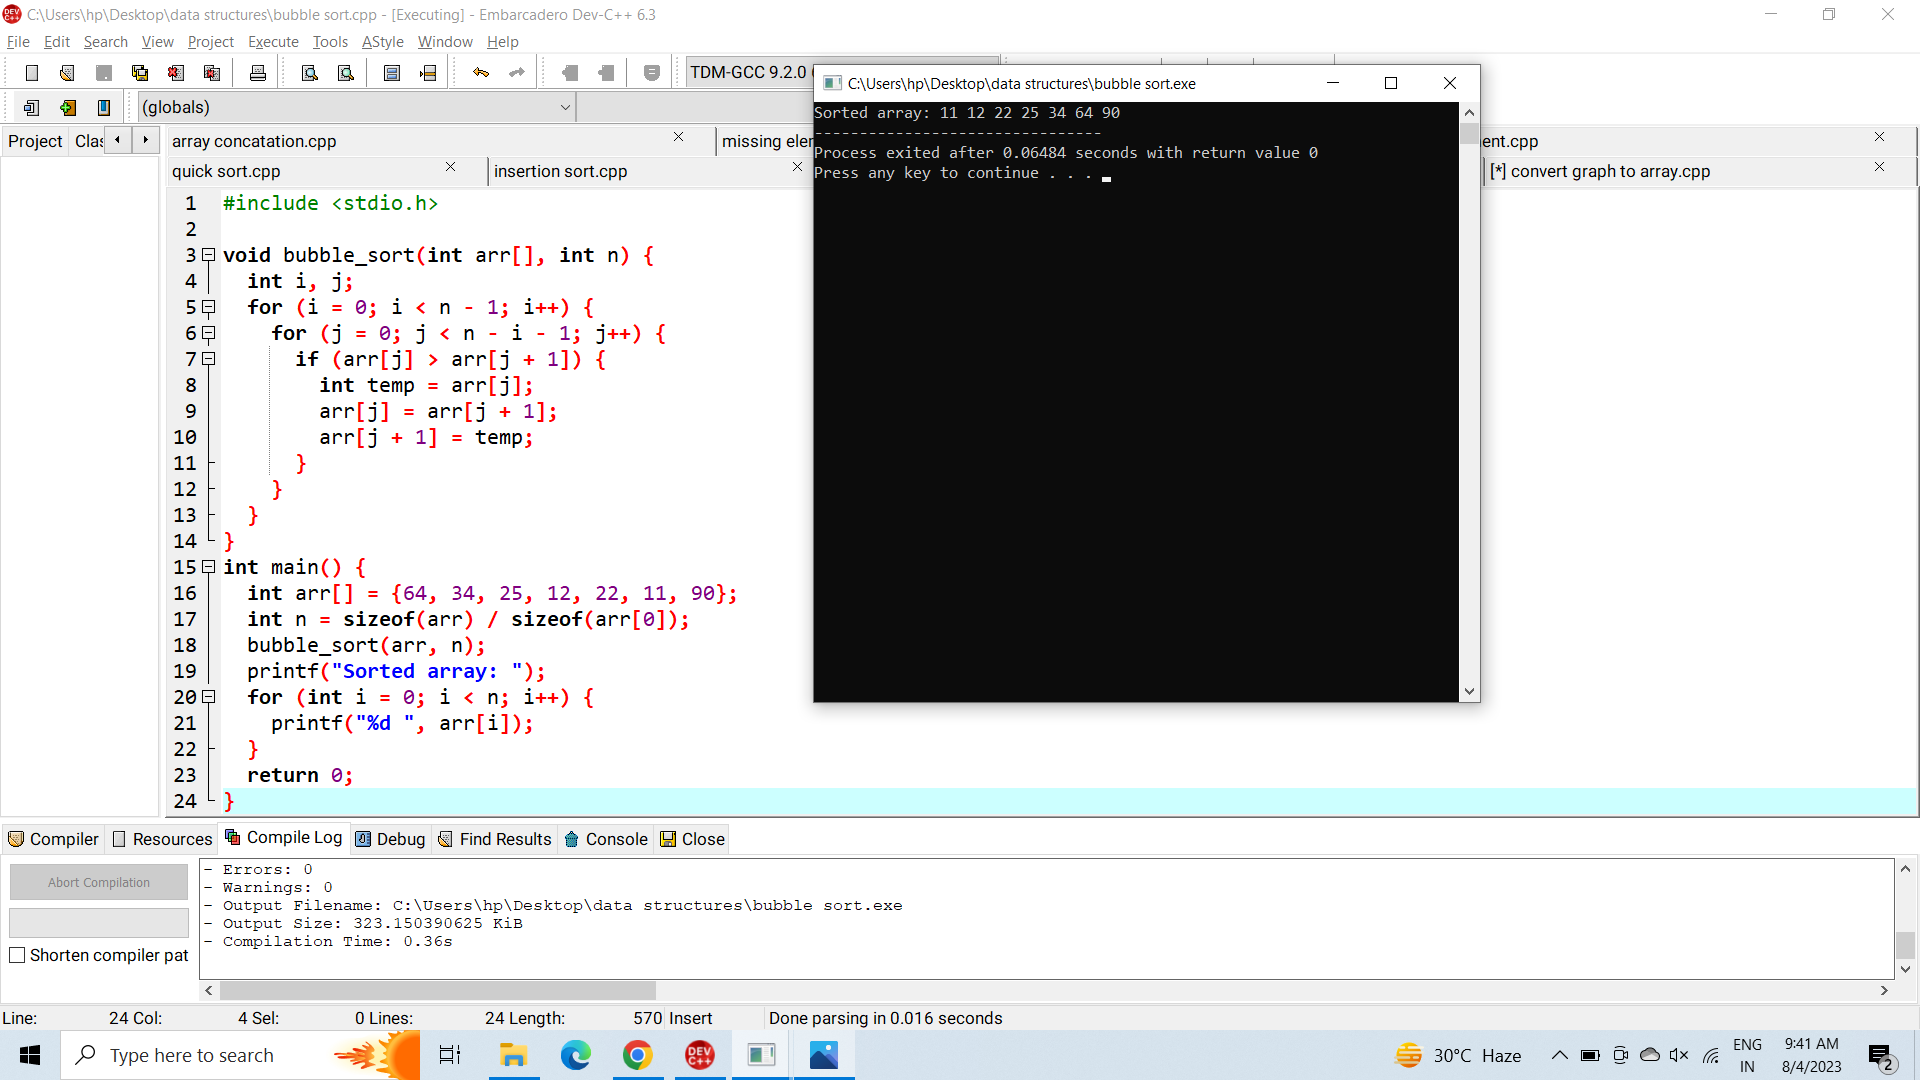 C:\Users\hp\Desktop\data structures\bubble sort.cpp - [Executing] - Embarcadero Dev-C++ 6.3
File Edit Search View Project Execute Tools AStyle Window Help
TDM-GCC 9.2.0
(globals)
Project
array concatation.cpp
missing
ent.cpp
quick sort.cpp
insertion sort.cpp
[*] convert graph to array.cpp
1 #include <stdio.h>
2
3 void bubble_sort(int arr[], int n) {
4 int i, j;
5 for (i = 0; i < n - 1; i++) {
6 for (j = 0; j < n - i - 1; j++) {
7 if (arr[j] > arr[j + 1]) {
8 int temp = arr[j];
9 arr[j] = arr[j + 1];
10 arr[j + 1] = temp;
11 }
12 }
13 }
14 }
15 int main() {
16 int arr[] = {64, 34, 25, 12, 22, 11, 90};
17 int n = sizeof(arr) / sizeof(arr[0]);
18 bubble_sort(arr, n);
19 printf("Sorted array: ");
20 for (int i = 0; i < n; i++) {
21 printf("%d ", arr[i]);
22 }
23 return 0;
24 }
C:\Users\hp\Desktop\data structures\bubble sort.exe
Sorted array: 11 12 22 25 34 64 90
--------------------------------
Process exited after 0.06484 seconds with return value 0
Press any key to continue . . .
Compiler Resources Compile Log Debug Find Results Console Close
Abort Compilation
Shorten compiler pat
- Errors: 0
- Warnings: 0
- Output Filename: C:\Users\hp\Desktop\data structures\bubble sort.exe
- Output Size: 323.150390625 KiB
- Compilation Time: 0.36s
Line: 24 Col: 4 Sel: 0 Lines: 24 Length: 570 Insert Done parsing in 0.016 seconds
Type here to search
DEV C++
30°C Haze
ENG
IN
9:41 AM
8/4/2023
2